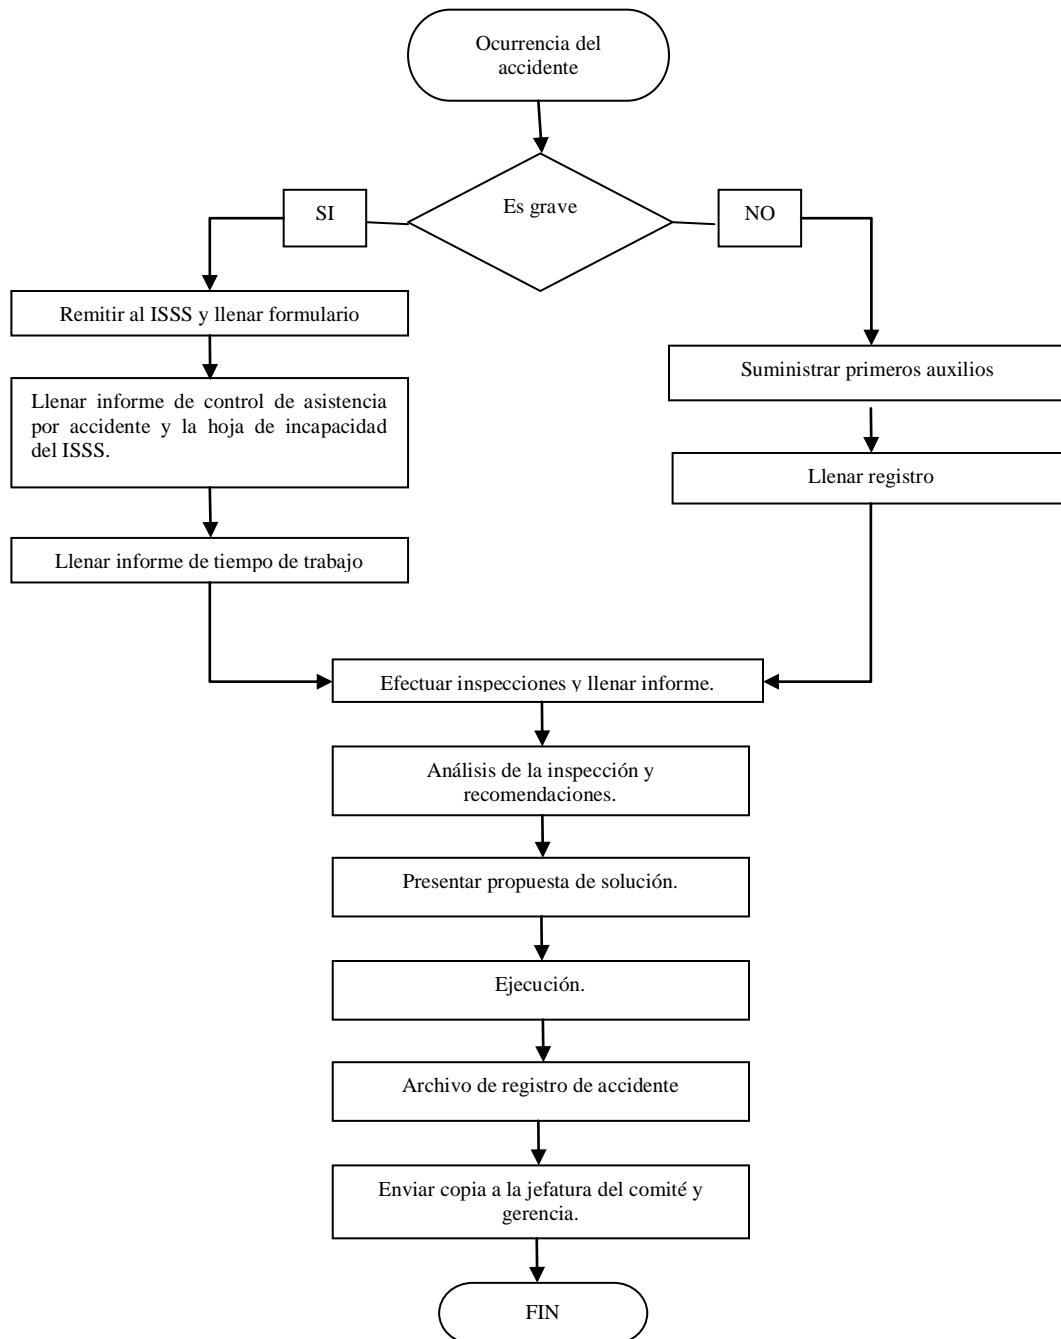 Ocurrencia del
accidente
Es grave
SI
NO
Remitir al ISSS y llenar formulario
Suministrar primeros auxilios
Llenar informe de control de asistencia
por accidente y la hoja de incapacidad
del ISSS.
Llenar registro
Llenar informe de tiempo de trabajo
Efectuar inspecciones y llenar informe.
Análisis de la inspección y
recomendaciones.
Presentar propuesta de solución.
Ejecución.
Archivo de registro de accidente
Enviar copia a la jefatura del comité y
gerencia.
FIN